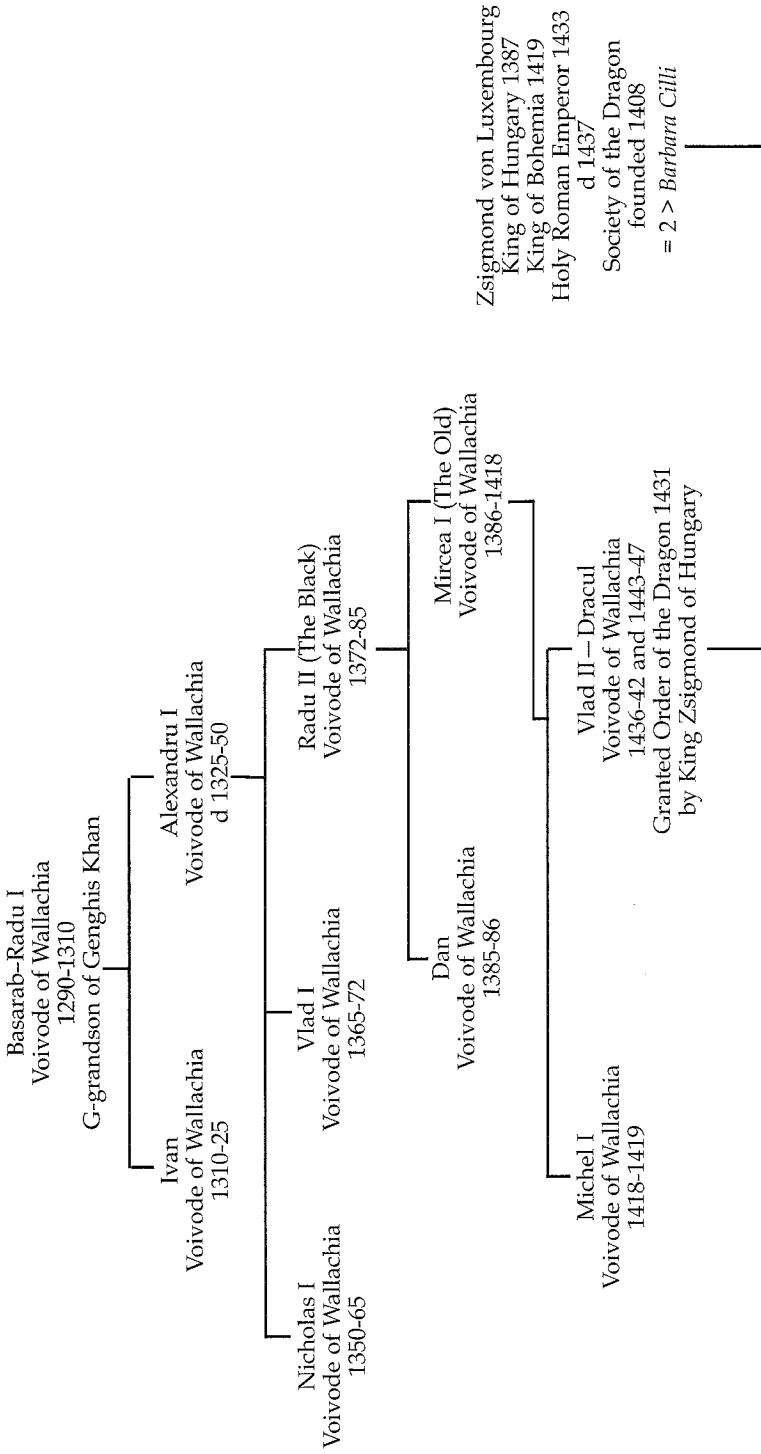 Basarab-Radu I
Voivode of Wallachia
1290-1310
G-grandson of Genghis Khan
Ivan
Voivode of Wallachia
1310-25
Alexandru I
Voivode of Wallachia
d 1325-50
Nicholas I
Voivode of Wallachia
1350-65
Vlad I
Voivode of Wallachia
1365-72
Radu II (The Black)
Voivode of Wallachia
1372-85
Dan
Voivode of Wallachia
1385-86
Mircea I (The Old)
Voivode of Wallachia
1386-1418
Zsigmond von Luxembourg
King of Hungary 1387
King of Bohemia 1419
Holy Roman Emperor 1433
d 1437
Society of the Dragon
founded 1408
= 2 > Barbara Cilli
Michel I
Voivode of Wallachia
1418-1419
Vlad II – Dracul
Voivode of Wallachia
1436-42 and 1443-47
Granted Order of the Dragon 1431
by King Zsigmond of Hungary